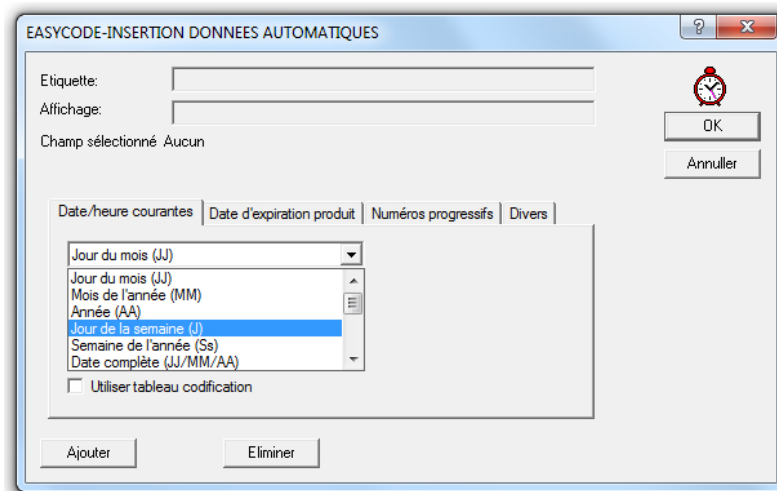 EASYCODE-INSERTION DONNEES AUTOMATIQUES
Etiquette:
Affichage:
OK
Champ sélectionné Aucun
Annuller
Date/heure courantes Date d'expiration produit Numéros progressifs Divers
Jour du mois (JJ)
Jour du mois (JJ)
Mois de l'année (MM)
Année (AA)
Jour de la semaine (J)
Semaine de l'année (Ss)
Date complète (JJ/MM/AA)
Utiliser tableau codification
Ajouter Eliminer